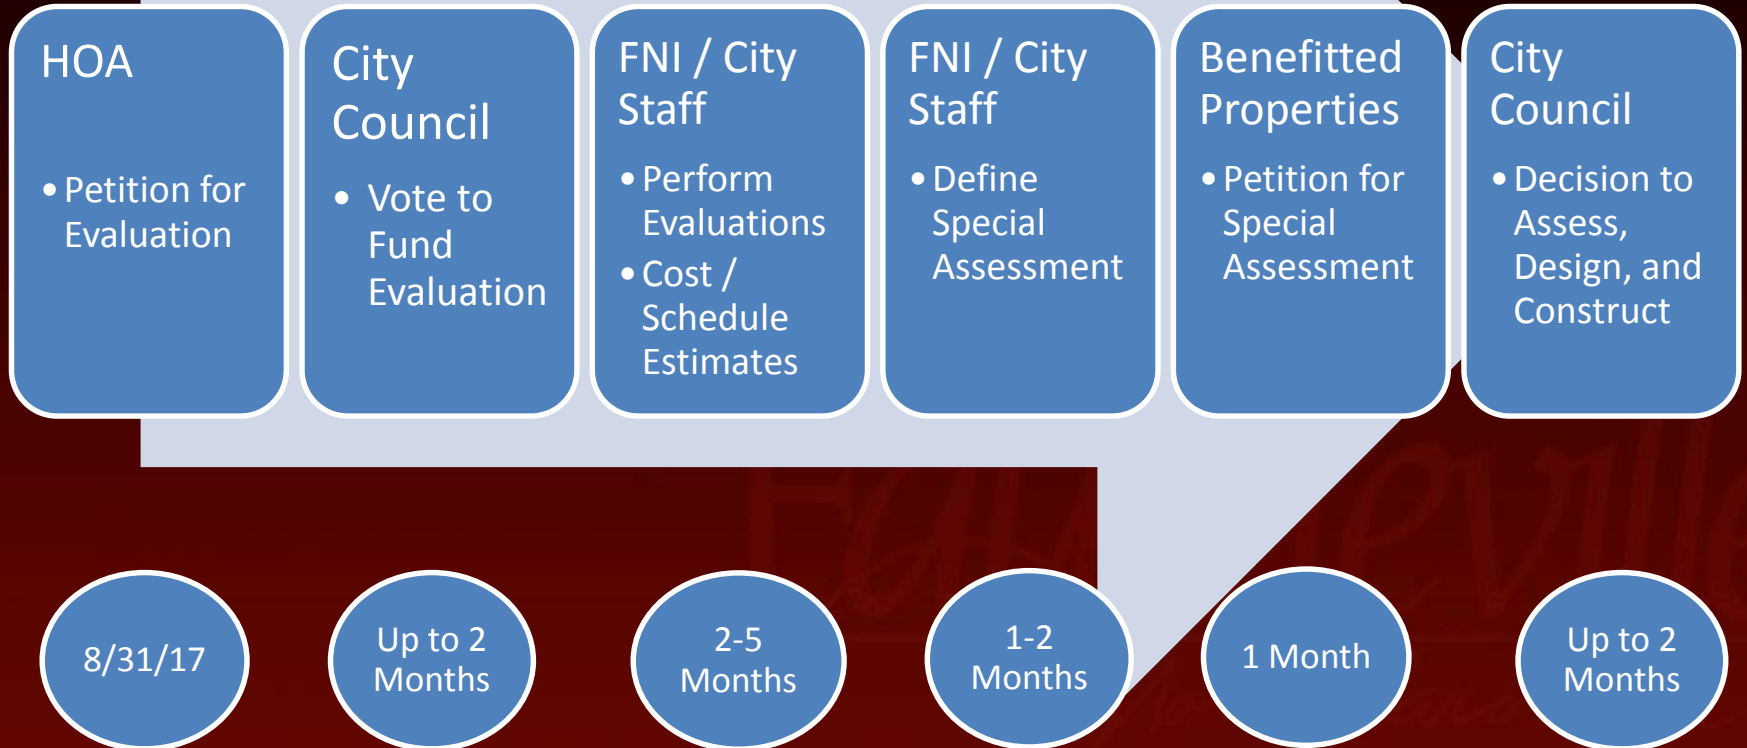 HOA
• Petition for
Evaluation
City
Council
• Vote to
Fund
Evaluation
FNI / City
Staff
• Perform
Evaluations
• Cost /
Schedule
Estimates
FNI / City
Staff
• Define
Special
Assessment
Benefitted
Properties
• Petition for
Special
Assessment
City
Council
• Decision to
Assess,
Design, and
Construct
8/31/17
Up to 2
Months
2-5
Months
1-2
Months
1 Month
Up to 2
Months